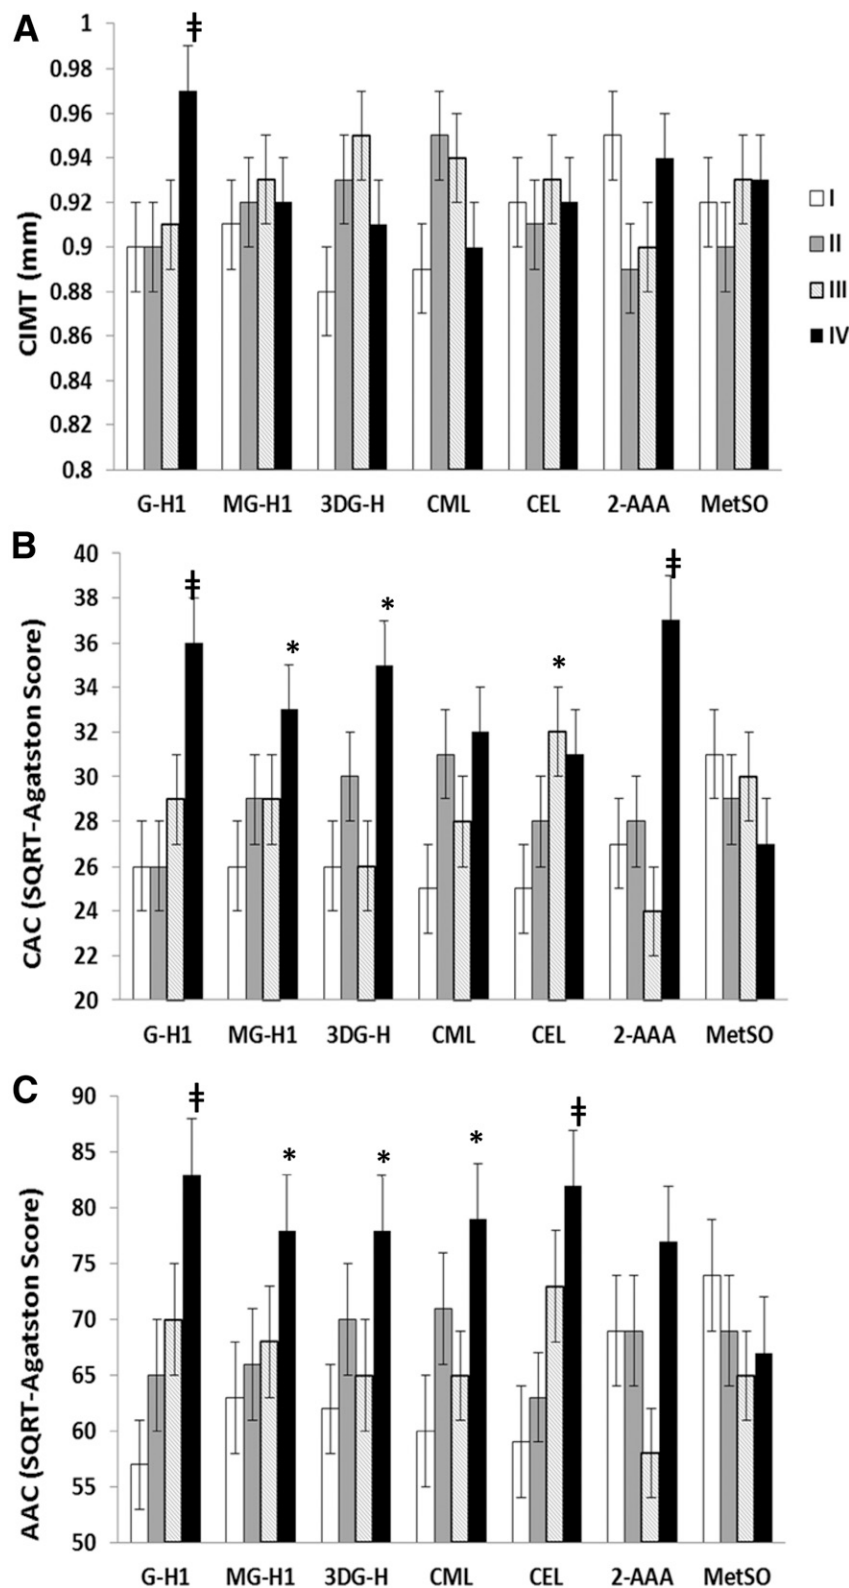 A
CIMT (mm)
1
0.98
0.96
0.94
0.92
0.9
0.88
0.86
0.84
0.82
0.8
ǂ
I
II
III
IV
G-H1 MG-H1 3DG-H CML CEL 2-AAA MetSO
B
CAC (SQRT-Agatston Score)
40
38
36
34
32
30
28
26
24
22
20
ǂ * * * ǂ
G-H1 MG-H1 3DG-H CML CEL 2-AAA MetSO
C
AAC (SQRT-Agatston Score)
90
85
80
75
70
65
60
55
50
ǂ * * * ǂ
G-H1 MG-H1 3DG-H CML CEL 2-AAA MetSO